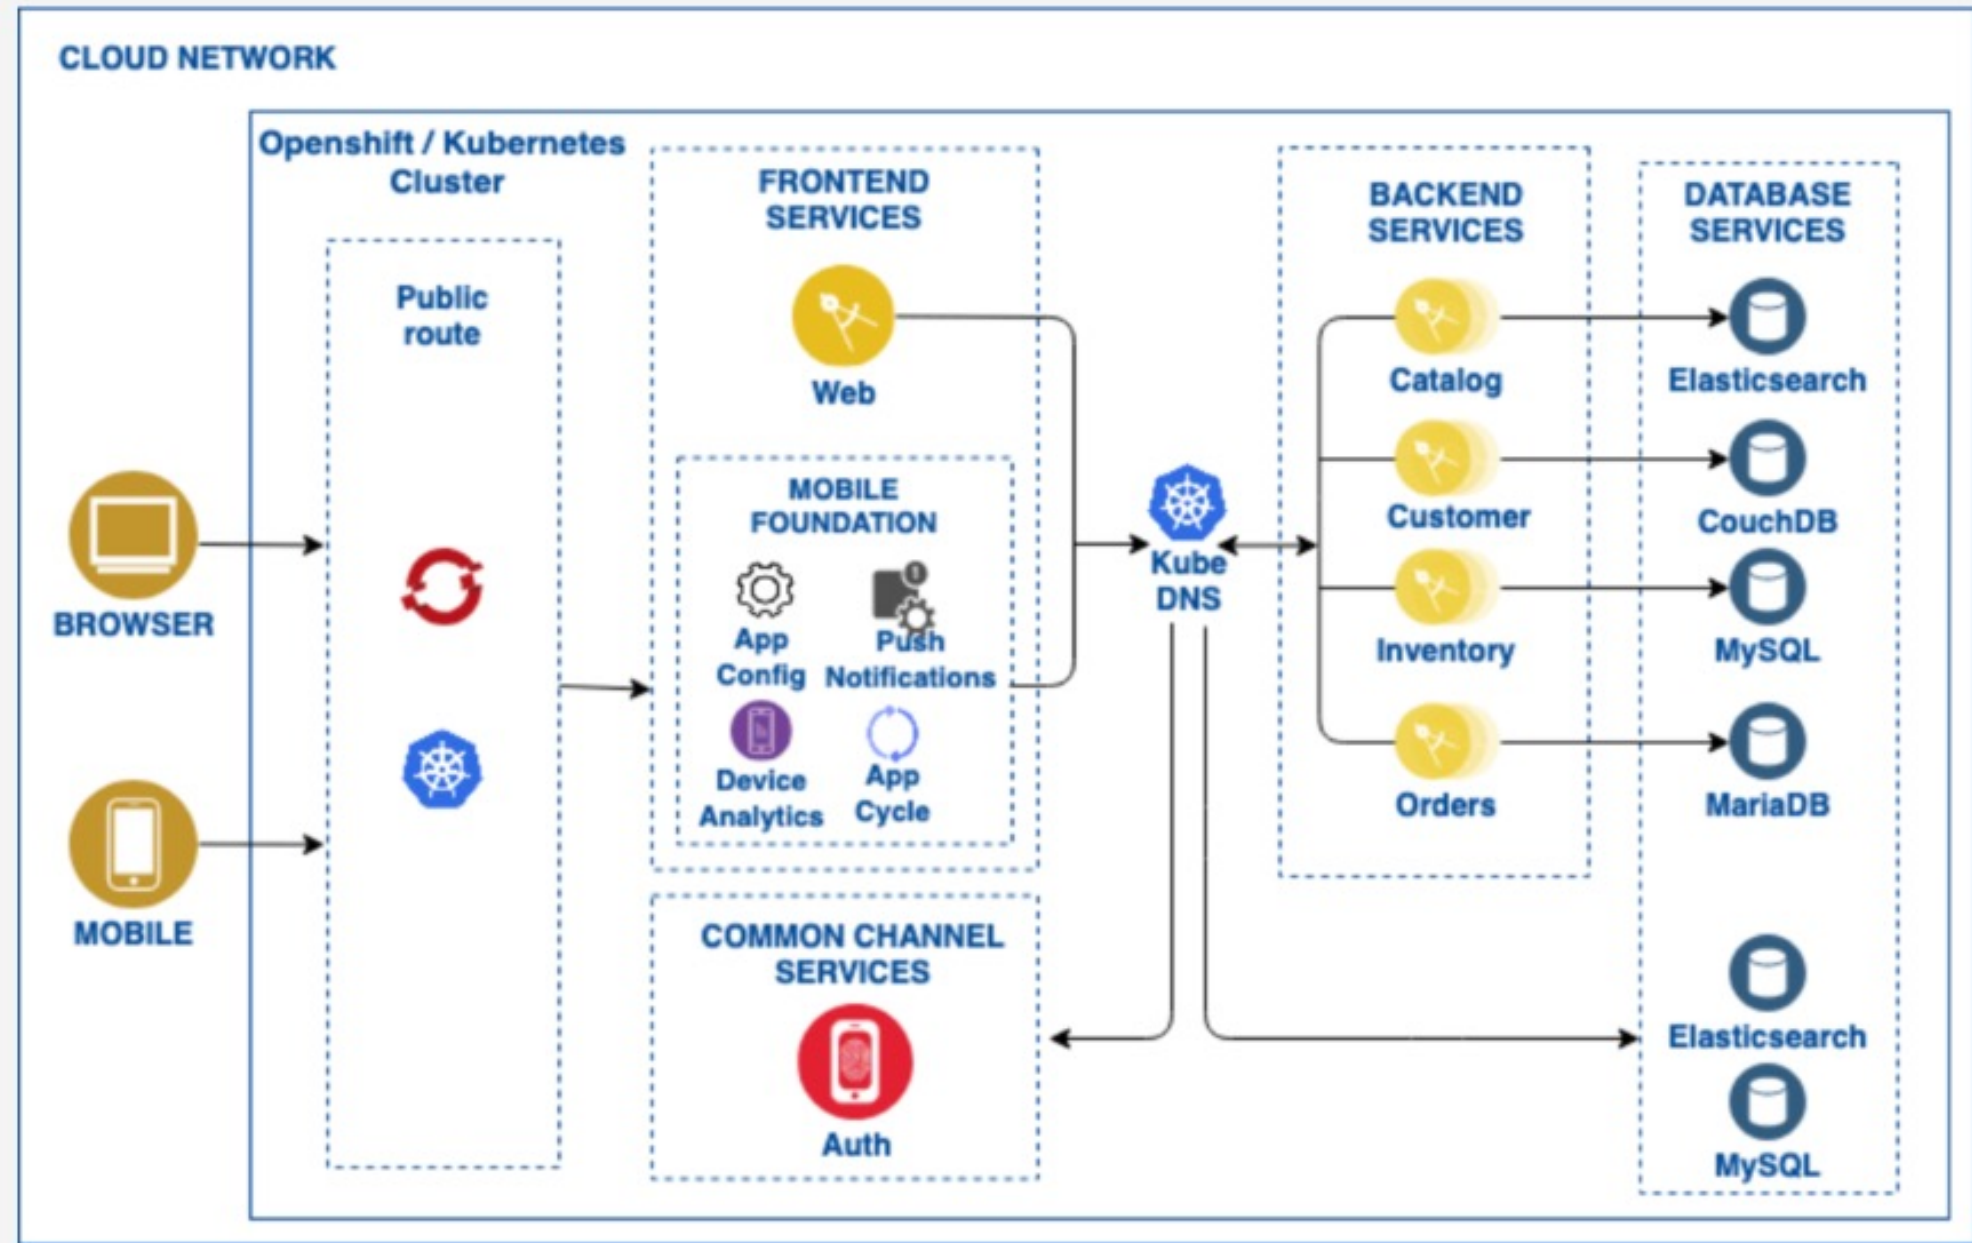 CLOUD NETWORK
Openshift / Kubernetes
Cluster
Public
route
BROWSER
MOBILE
FRONTEND
SERVICES
Web
MOBILE
FOUNDATION
App
Config
Push
Notifications
Device
Analytics
App
Cycle
COMMON CHANNEL
SERVICES
Auth
Kube
DNS
BACKEND
SERVICES
Catalog
Customer
Inventory
Orders
DATABASE
SERVICES
Elasticsearch
CouchDB
MySQL
MariaDB
Elasticsearch
MySQL